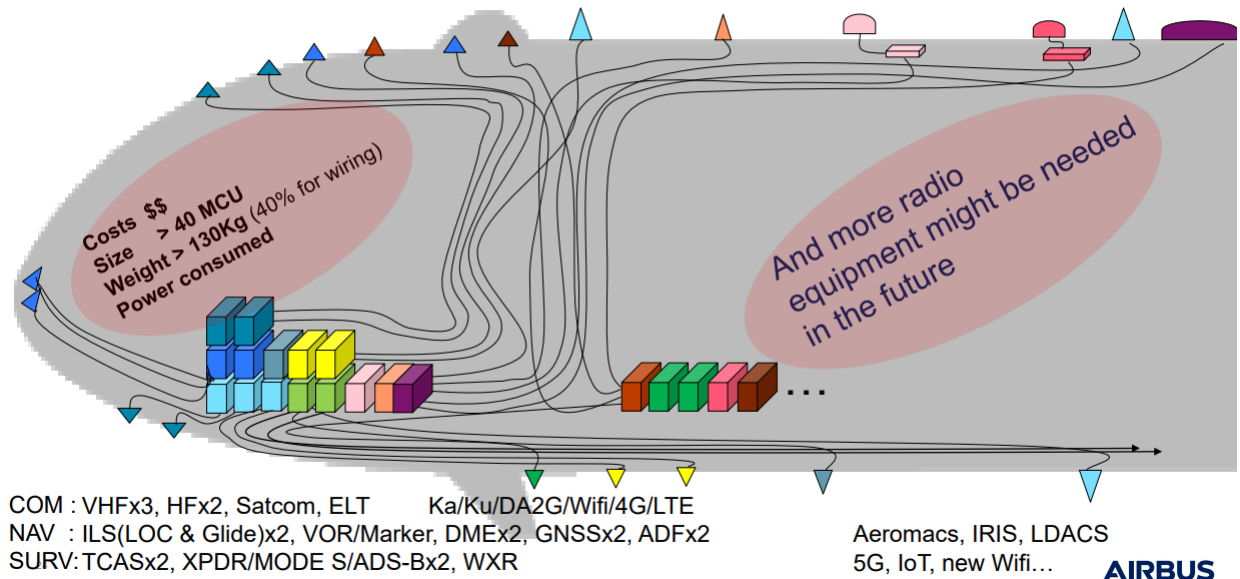 Costs $$
Size > 40 MCU
Weight > 130Kg (40% for wiring)
Power consumed
And more radio
equipment might be needed
in the future
...
COM : VHFx3, HFx2, Satcom, ELT Ka/Ku/DA2G/Wifi/4G/LTE
NAV : ILS(LOC & Glide)x2, VOR/Marker, DMEx2, GNSSx2, ADFx2
SURV: TCASx2, XPDR/MODE S/ADS-Bx2, WXR
Aeromacs, IRIS, LDACS
5G, IoT, new Wifi…
AIRBUS